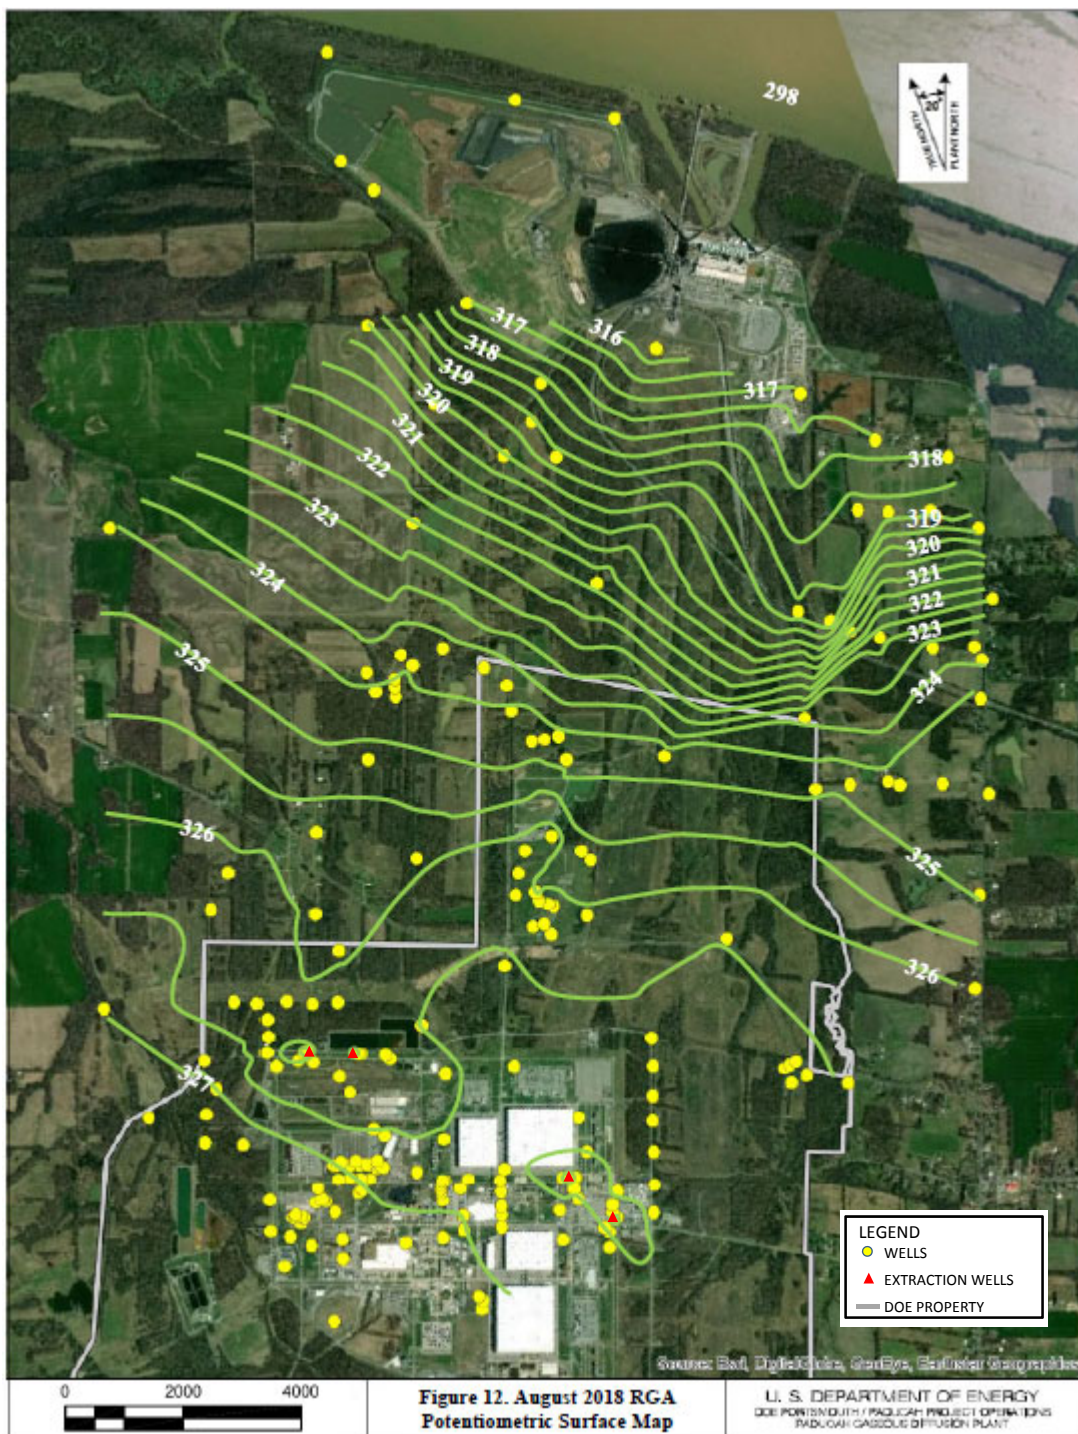 298
20°
TRUE NORTH
PLANT NORTH
317
316
318
319
317
320
321
318
322
319
323
320
324
321
322
323
325
324
326
325
326
327
LEGEND
WELLS
EXTRACTION WELLS
DOE PROPERTY
Source: Esri, DigitalGlobe, GeoEye, Earthstar Geographics
0 2000 4000
Figure 12. August 2018 RGA
Potentiometric Surface Map
U. S. DEPARTMENT OF ENERGY
DOE PORTSMOUTH / PADUCAH PROJECT OPERATIONS
PADUCAH GASEOUS DIFFUSION PLANT